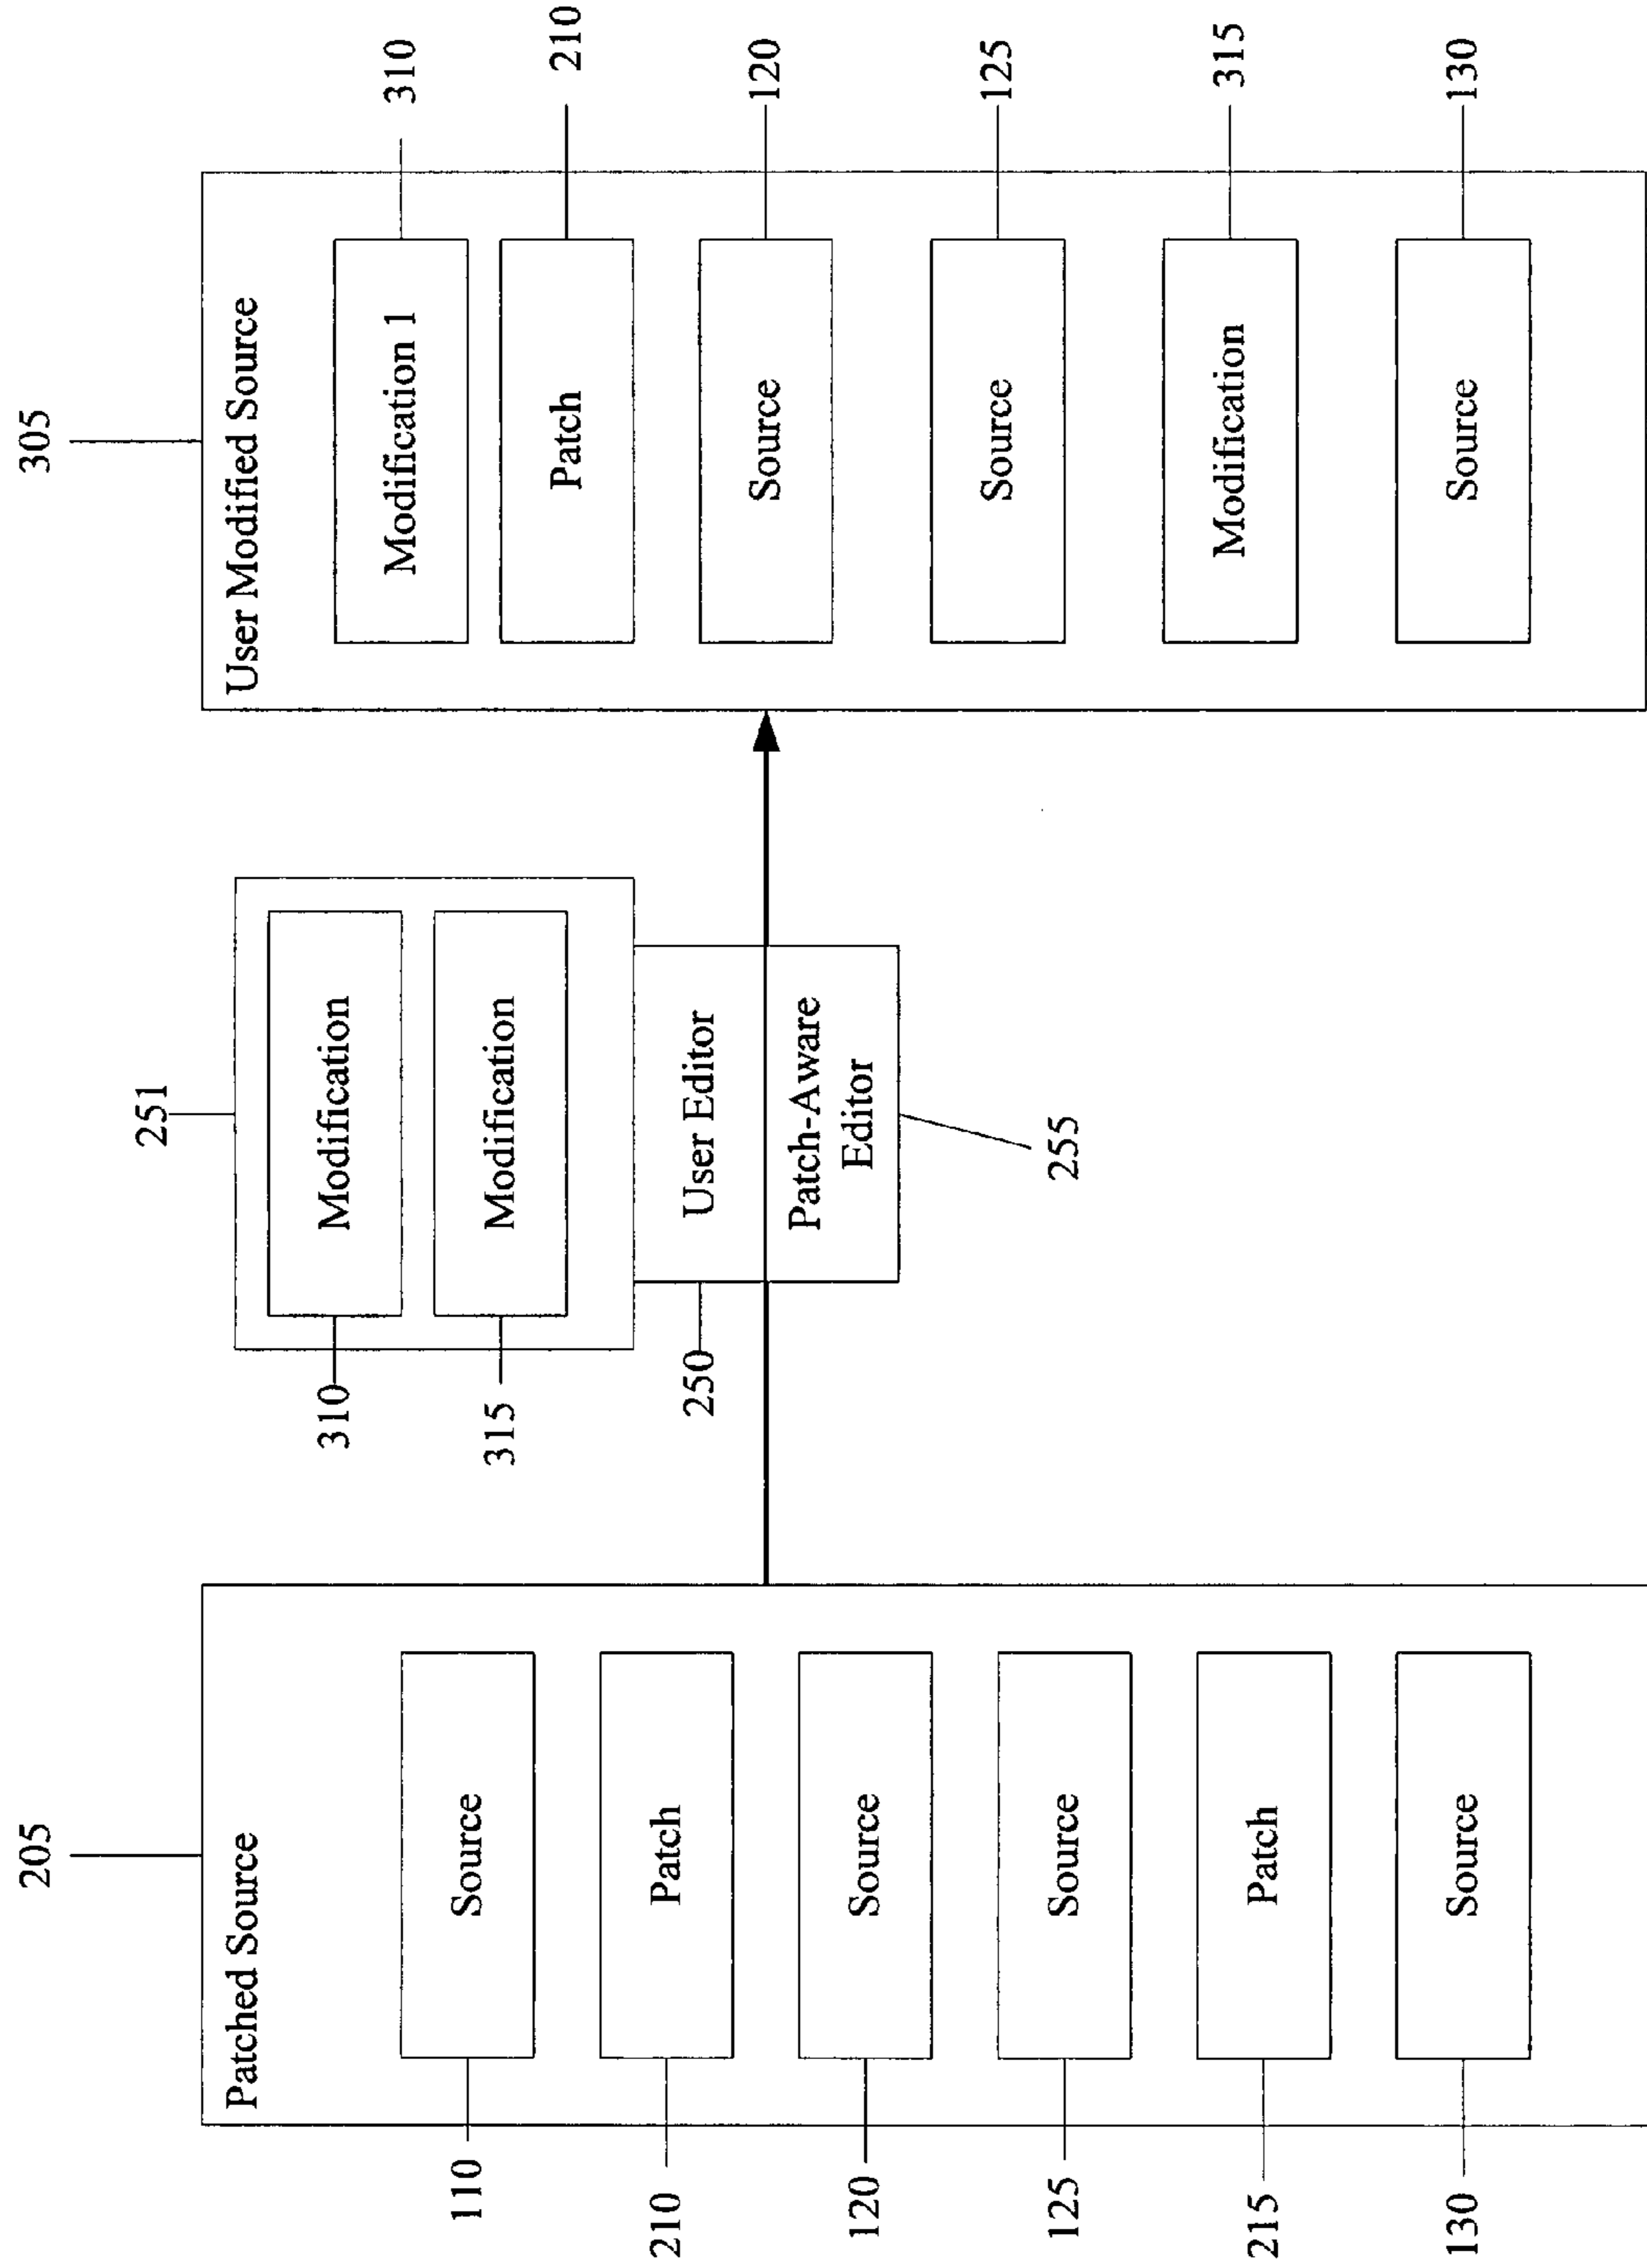 205
Patched Source
110
Source
210
Patch
120
Source
125
Source
215
Patch
130
Source
251
310
Modification
315
Modification
250
User Editor
Patch-Aware
Editor
255
305
User Modified Source
Modification 1
310
Patch
210
Source
120
Source
125
Modification
315
Source
130